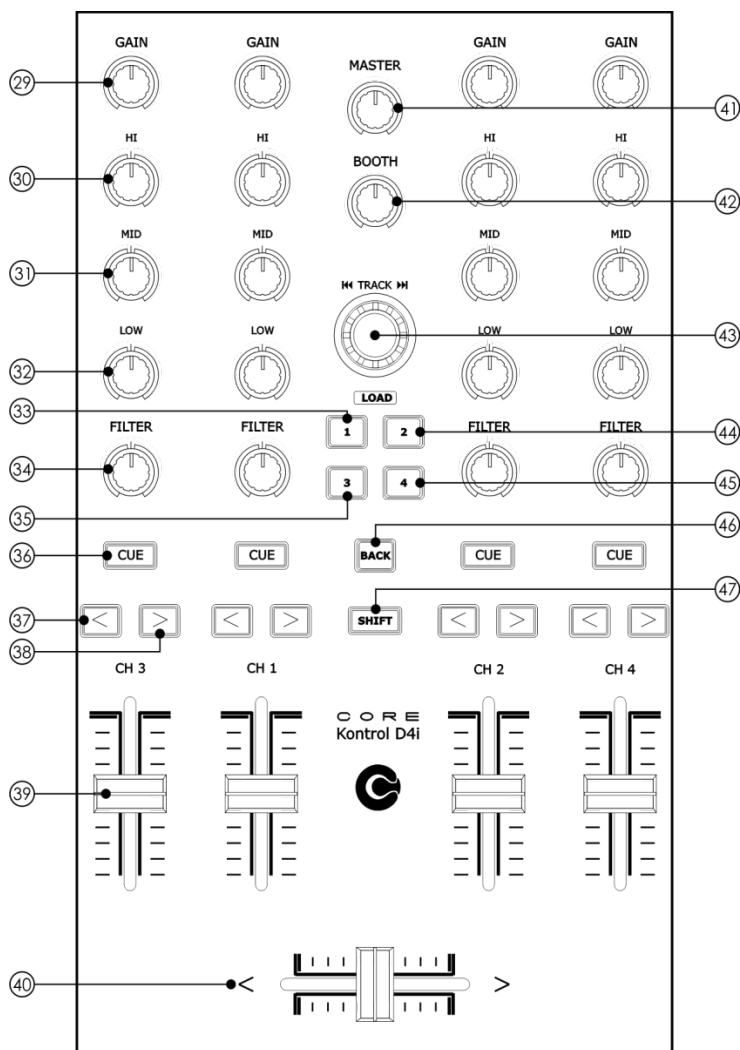 GAIN GAIN MASTER GAIN GAIN
29 41
HI HI BOOTH HI HI
30 42
MID MID MID MID
31
⏮ TRACK ⏭
43
LOW LOW LOW LOW
32
LOAD
33 1 2 44
FILTER FILTER FILTER FILTER
34
35 3 4 45
36 CUE CUE BACK CUE CUE 46
37 < > < > SHIFT < > < > 47
38
CH 3 CH 1 CH 2 CH 4
CORE
Kontrol D4i
39
40 < >